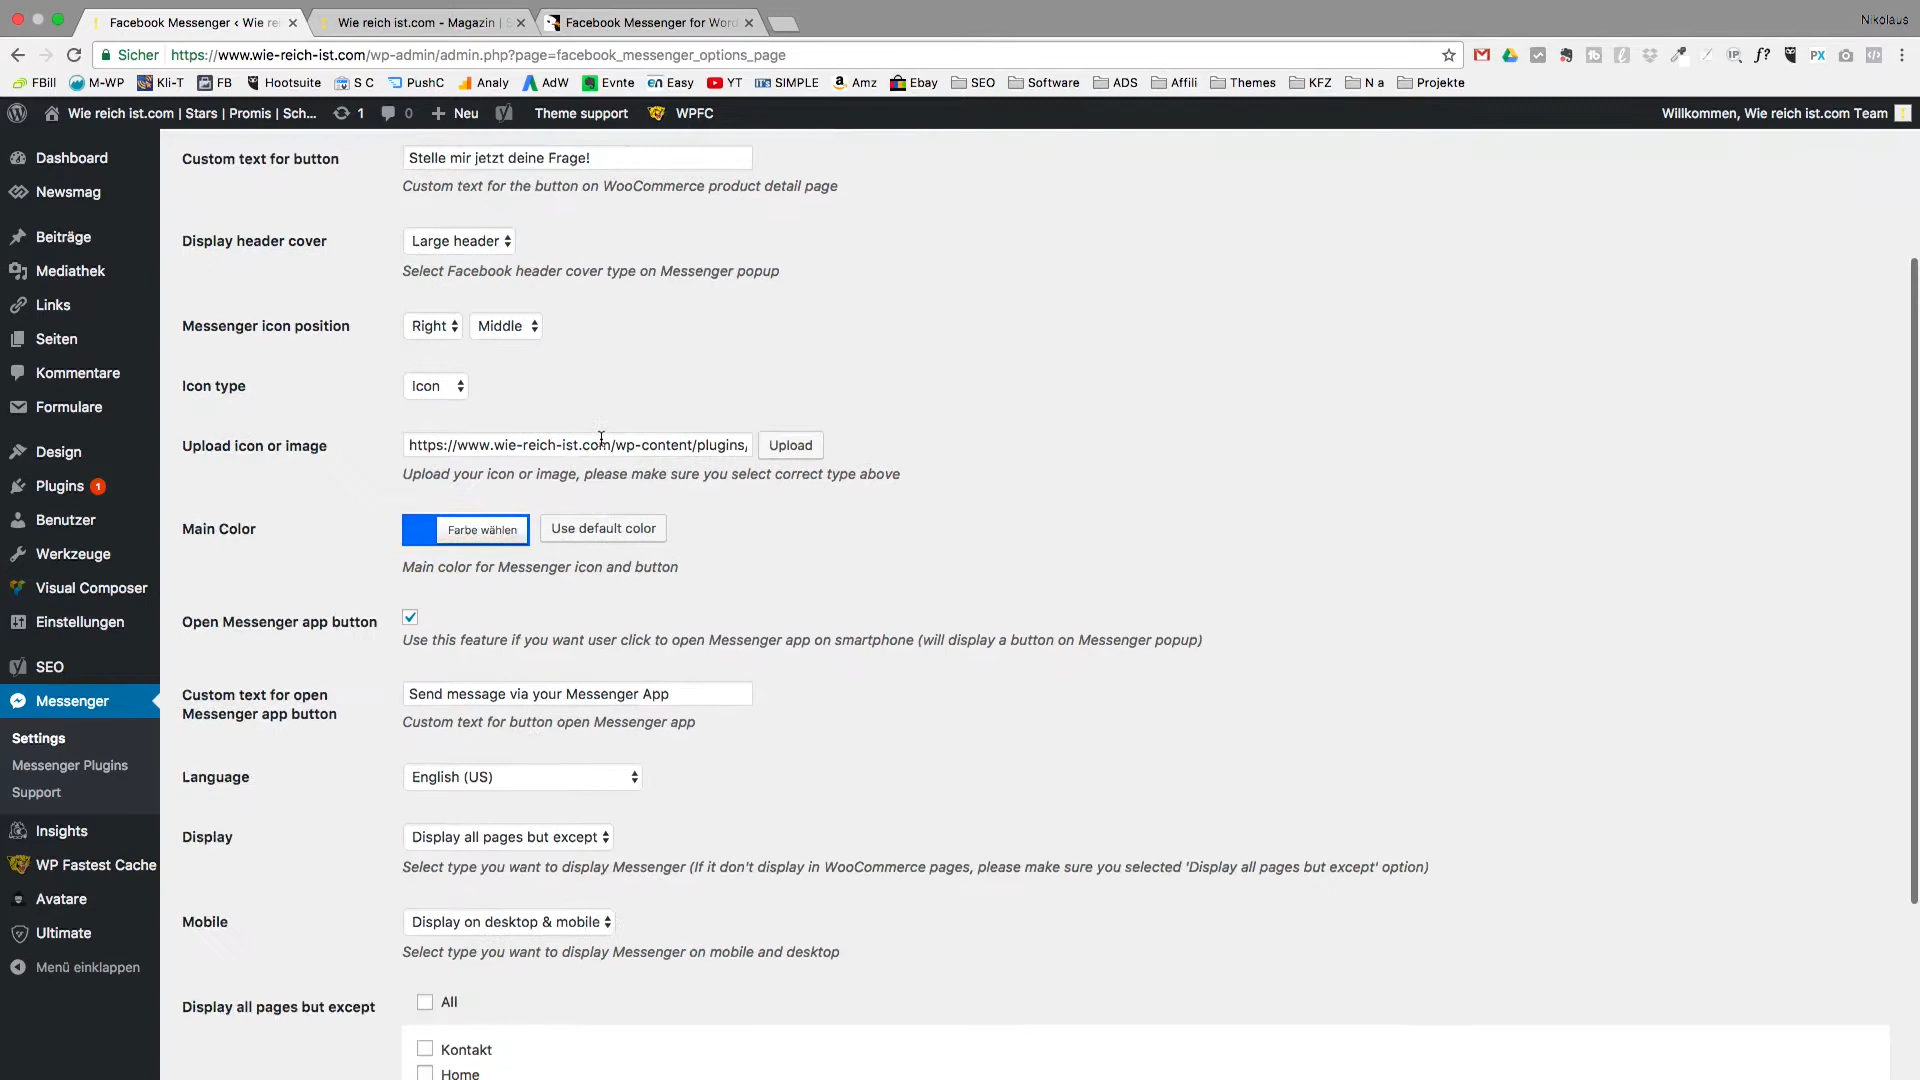 Nikolaus
Facebook Messenger ‹ Wie rei
Wie reich ist.com - Magazin | S
Facebook Messenger for Word
Sicher https://www.wie-reich-ist.com/wp-admin/admin.php?page=facebook_messenger_options_page
FBill M-WP Kli-T FB Hootsuite S C PushC Analy AdW Evnte Easy YT SIMPLE Amz Ebay SEO Software ADS Affili Themes KFZ N a Projekte
Wie reich ist.com | Stars | Promis | Sch... 1 0 Neu Theme support WPFC Willkommen, Wie reich ist.com Team
Dashboard
Newsmag
Beiträge
Mediathek
Links
Seiten
Kommentare
Formulare
Design
Plugins 1
Benutzer
Werkzeuge
Visual Composer
Einstellungen
SEO
Messenger
Settings
Messenger Plugins
Support
Insights
WP Fastest Cache
Avatare
Ultimate
Menü einklappen
Custom text for button
Stelle mir jetzt deine Frage!
Custom text for the button on WooCommerce product detail page
Display header cover
Large header
Select Facebook header cover type on Messenger popup
Messenger icon position
Right Middle
Icon type
Icon
Upload icon or image
https://www.wie-reich-ist.com/wp-content/plugins, Upload
Upload your icon or image, please make sure you select correct type above
Main Color
Farbe wählen Use default color
Main color for Messenger icon and button
Open Messenger app button
Use this feature if you want user click to open Messenger app on smartphone (will display a button on Messenger popup)
Custom text for open
Messenger app button
Send message via your Messenger App
Custom text for button open Messenger app
Language
English (US)
Display
Display all pages but except
Select type you want to display Messenger (If it don't display in WooCommerce pages, please make sure you selected 'Display all pages but except' option)
Mobile
Display on desktop & mobile
Select type you want to display Messenger on mobile and desktop
Display all pages but except
All
Kontakt
Home